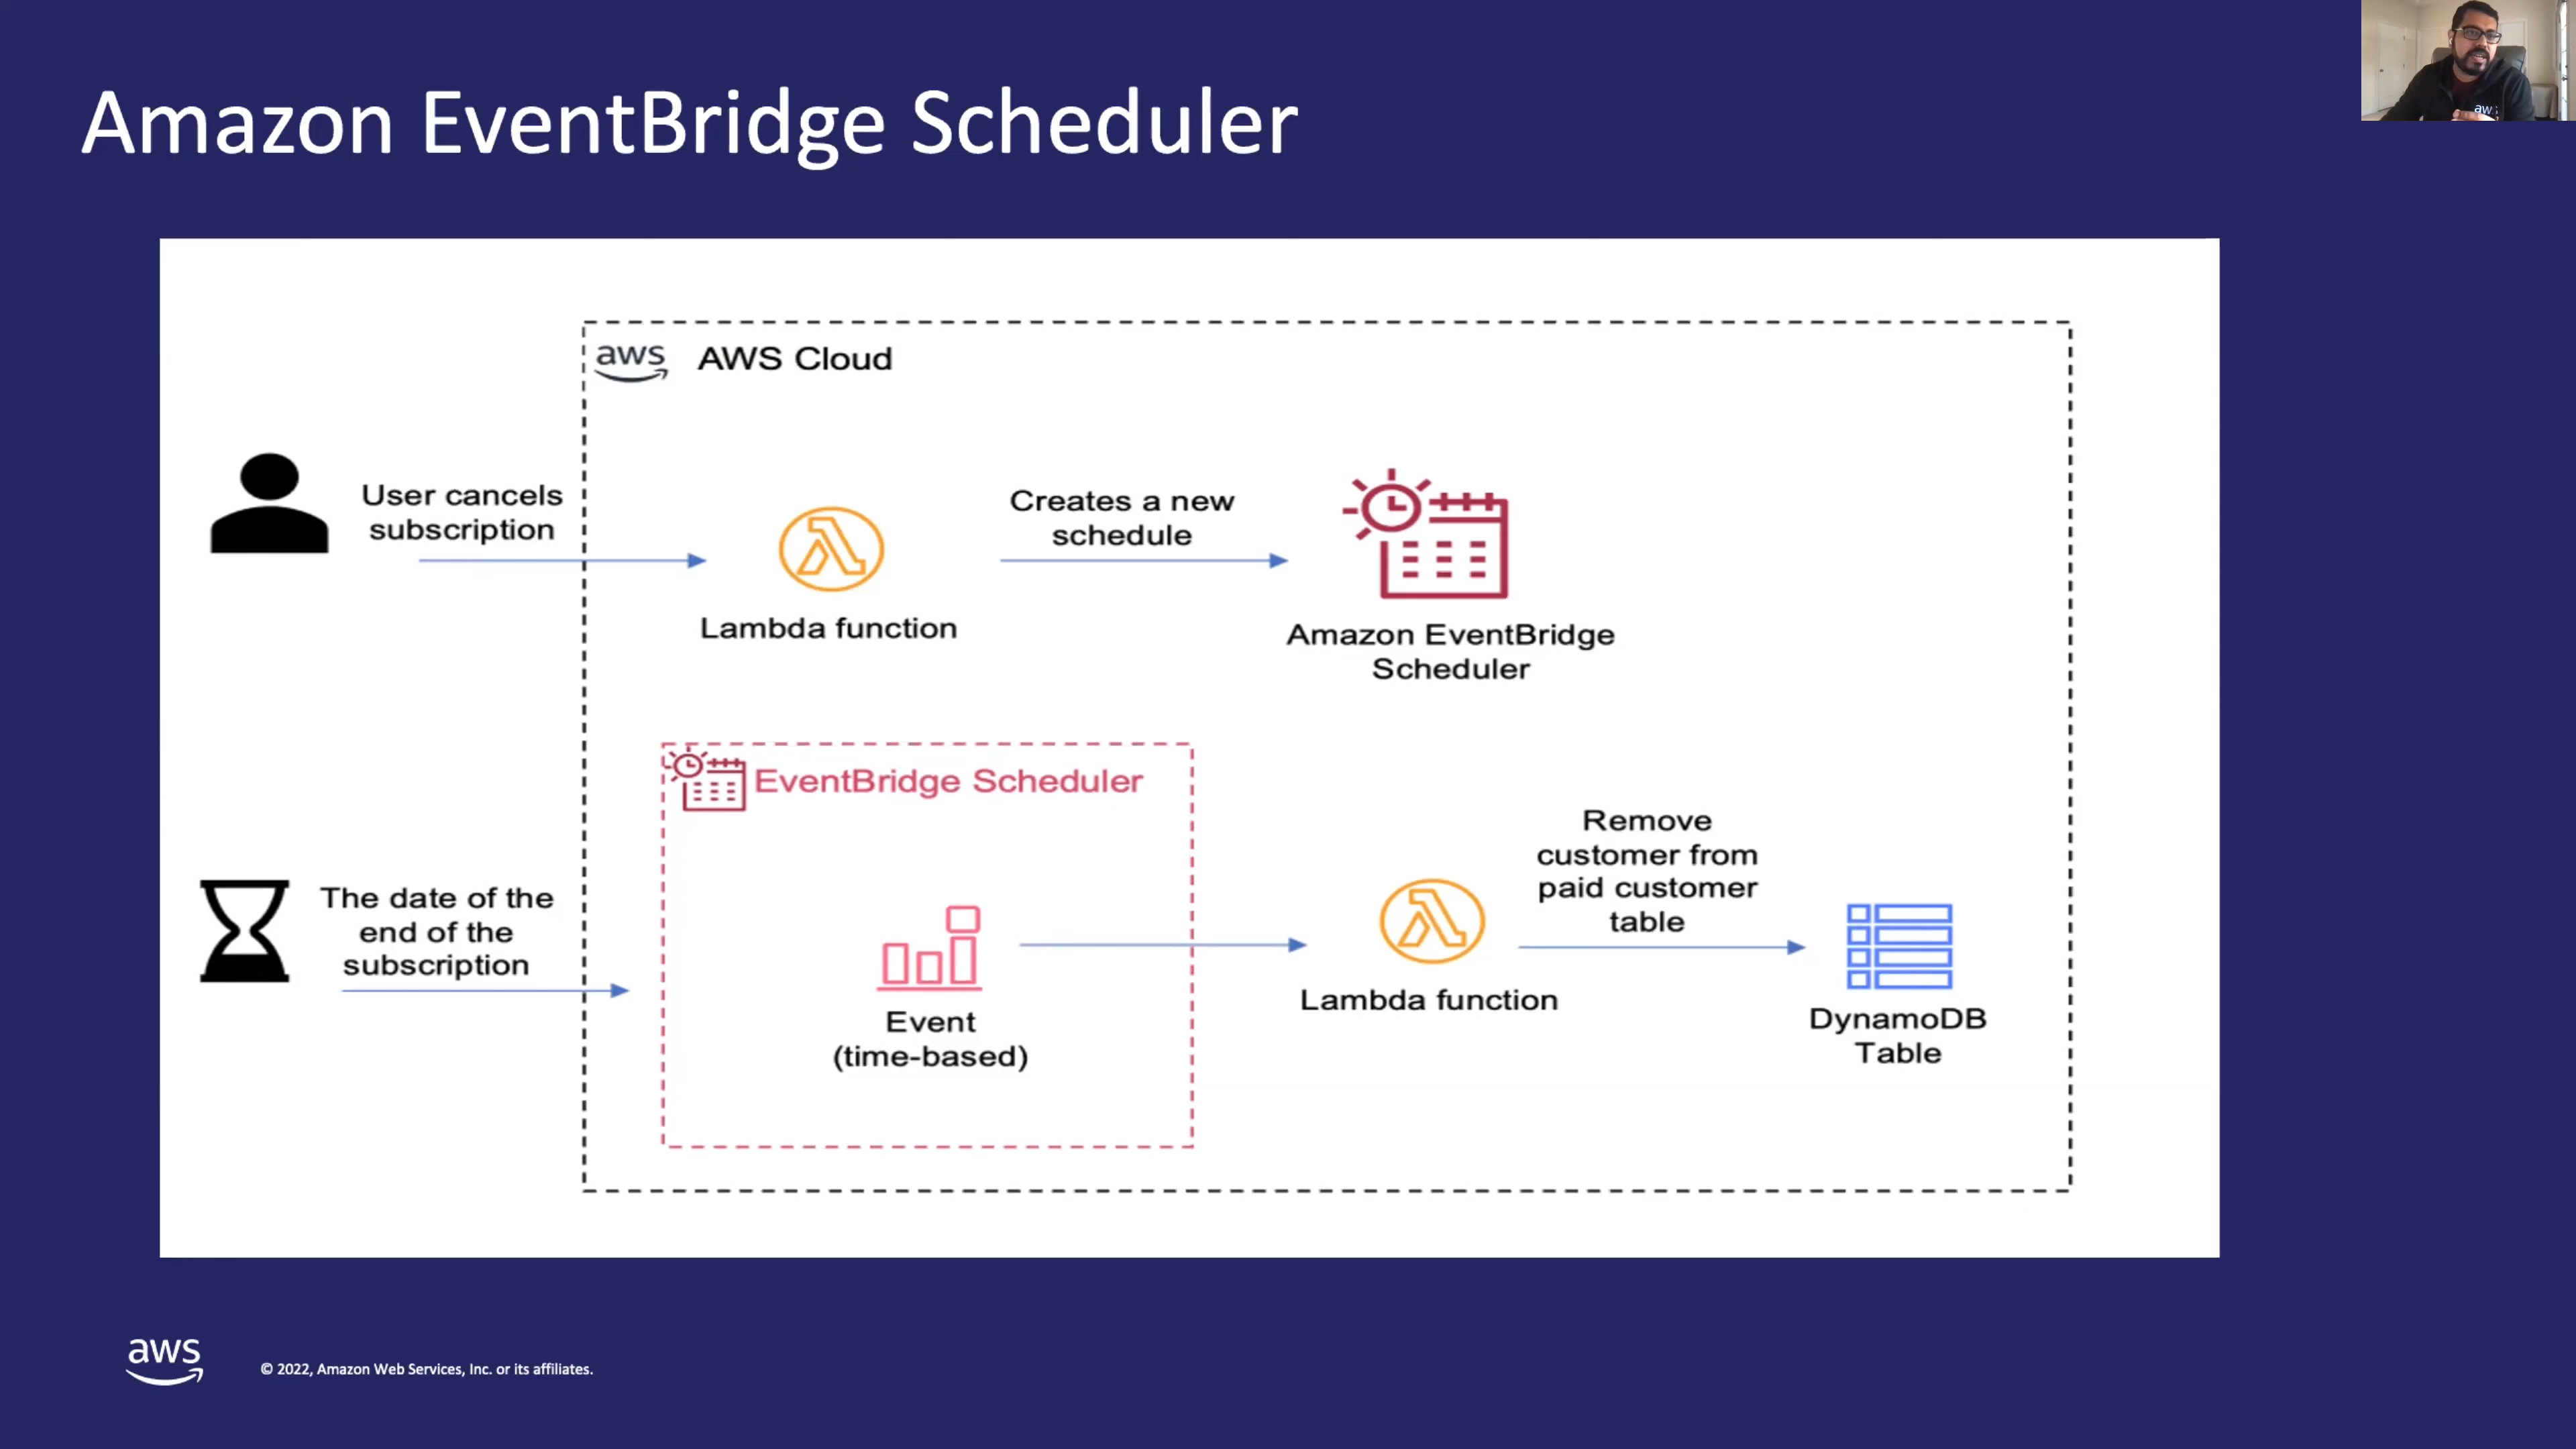 Amazon EventBridge Scheduler
aws
aws AWS Cloud
User cancels
subscription
Lambda function
Creates a new
schedule
Amazon EventBridge
Scheduler
EventBridge Scheduler
The date of the
end of the
subscription
Event
(time-based)
Lambda function
Remove
customer from
paid customer
table
DynamoDB
Table
aws
© 2022, Amazon Web Services, Inc. or its affiliates.